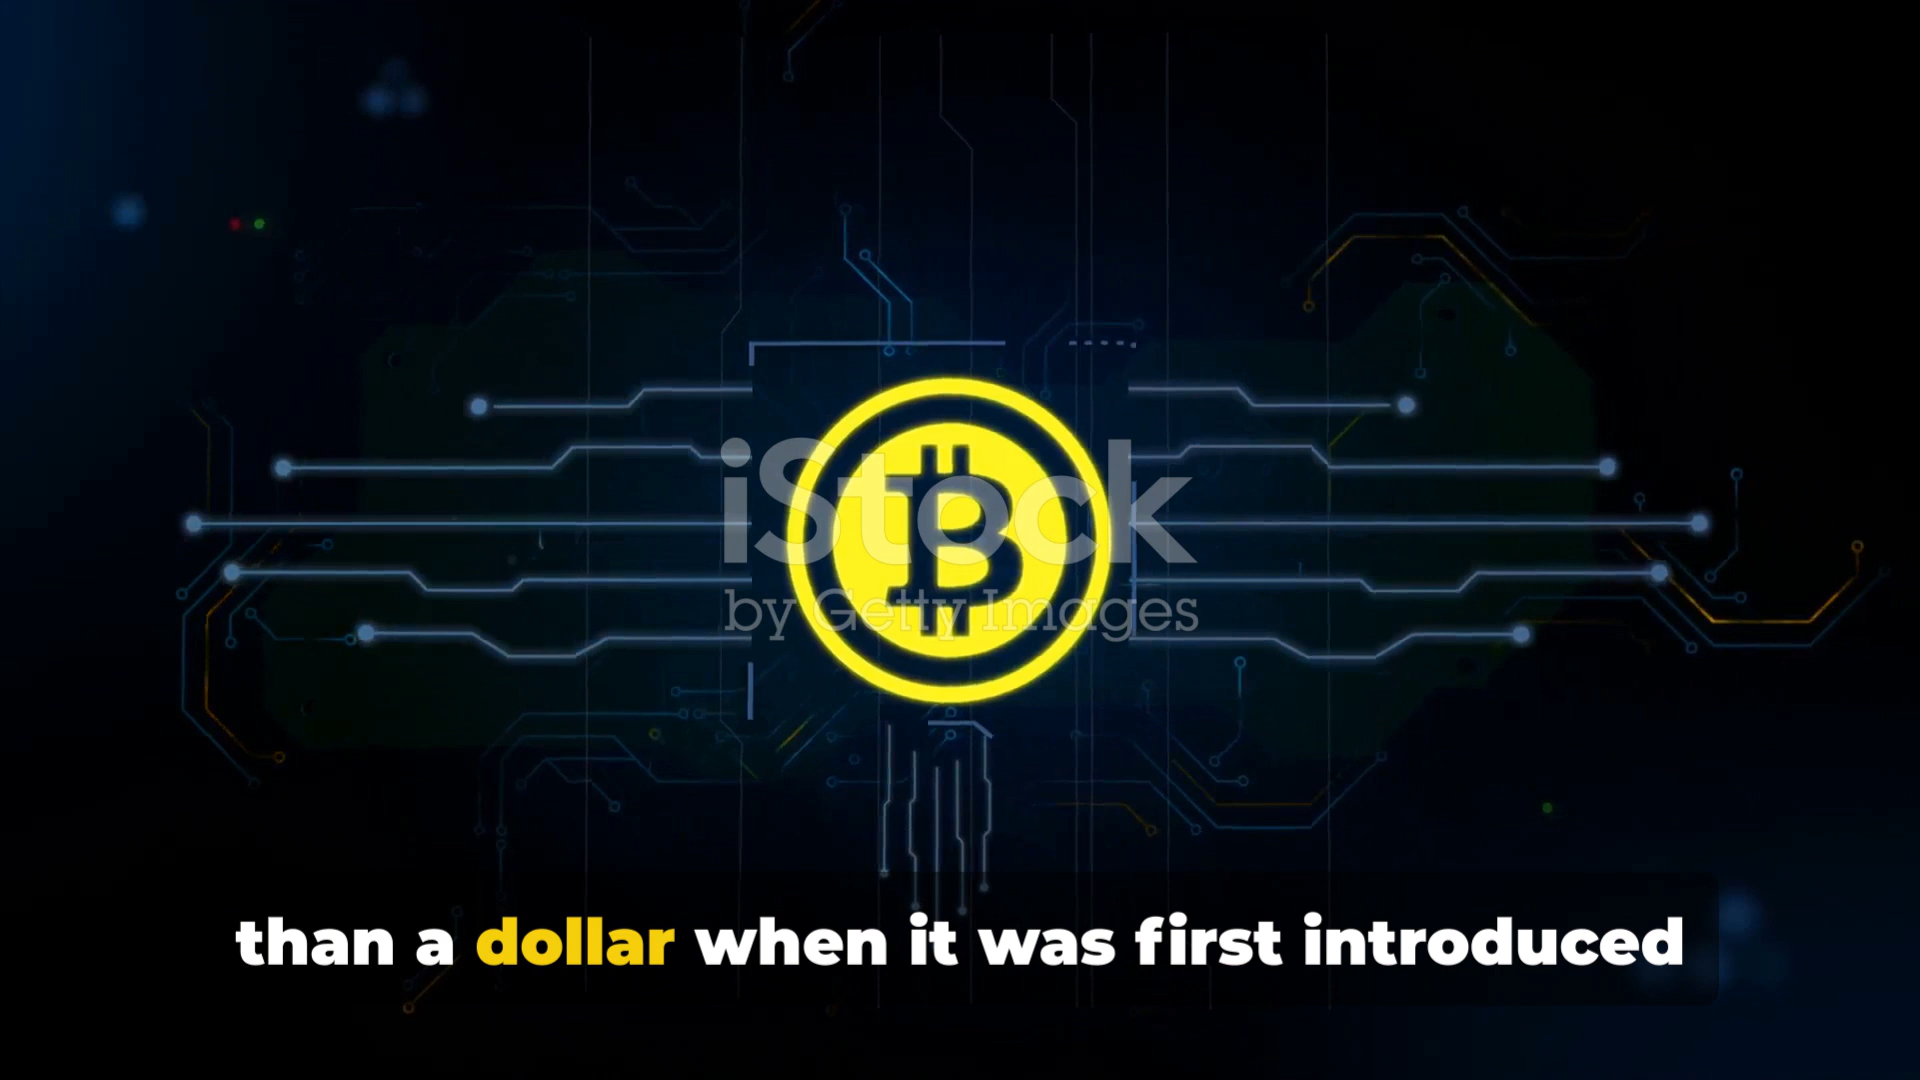 iStock
by Getty Images
than a dollar when it was first introduced